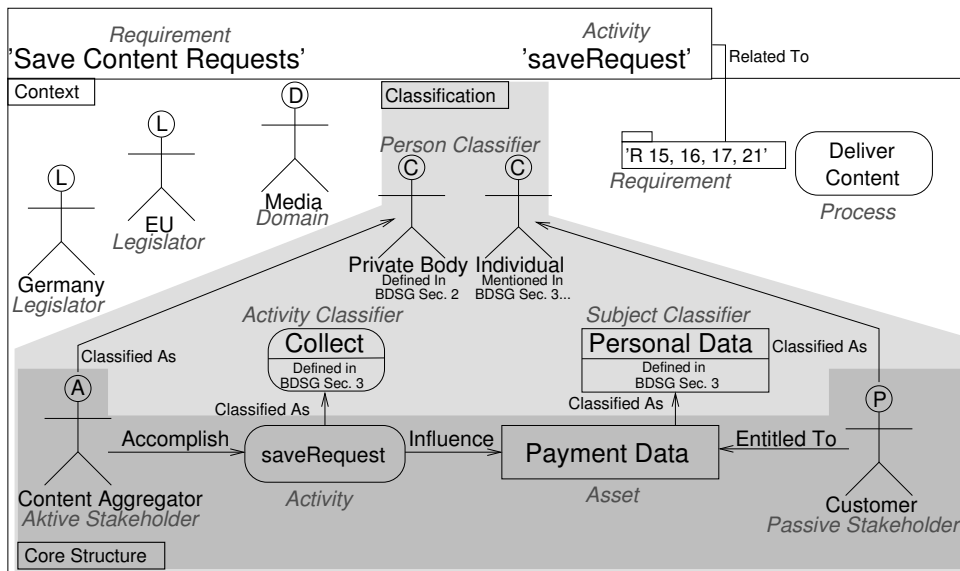 Requirement
Activity
'Save Content Requests'
'saveRequest'
Related To
Context
Classification
D
L
L
Person Classifier
C
C
'R 15, 16, 17, 21'
Requirement
Deliver
Content
Process
Media
Domain
EU
Legislator
Germany
Legislator
Private Body
Defined In
BDSG Sec. 2
Individual
Mentioned In
BDSG Sec. 3...
Activity Classifier
Collect
Defined in
BDSG Sec. 3
Subject Classifier
Personal Data
Defined in
BDSG Sec. 3
Classified As
Classified As
A
Classified As
Classified As
P
Accomplish
saveRequest
Influence
Payment Data
Entitled To
Content Aggregator
Aktive Stakeholder
Activity
Asset
Customer
Passive Stakeholder
Core Structure